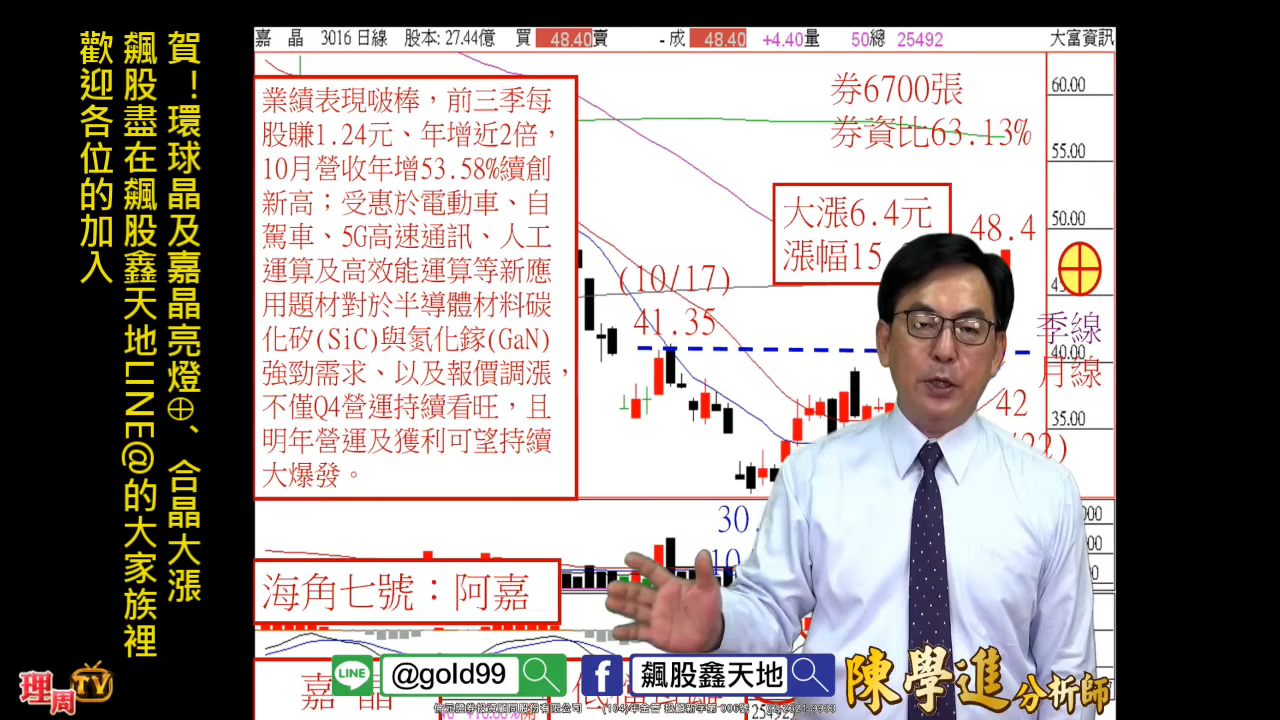 賀！環球晶及嘉晶亮燈⊕、合晶大漲
飆股盡在飆股鑫天地LINE@的大家族裡
歡迎各位的加入
嘉 晶 3016 日線 股本: 27.44億 買 48.40 賣 - 成 48.40 +4.40 量 50 總 25492 大富資訊
業績表現啵棒，前三季每
股賺1.24元、年增近2倍，
10月營收年增53.58%續創
新高；受惠於電動車、自
駕車、5G高速通訊、人工
運算及高效能運算等新應
用題材對於半導體材料碳
化矽(SiC)與氮化鎵(GaN)
強勁需求、以及報價調漲，
不僅Q4營運持續看旺，且
明年營運及獲利可望持續
大爆發。
券6700張
券資比63.13%
60.00
55.00
50.00
大漲6.4元
漲幅15
48.4
(10/17)
41.35
季線
40.00
月線
42
35.00
30.
10
海角七號：阿嘉
嘉 晶
LINE
@gold99
f
飆股鑫天地
陳學進分析師
理周TV
25492